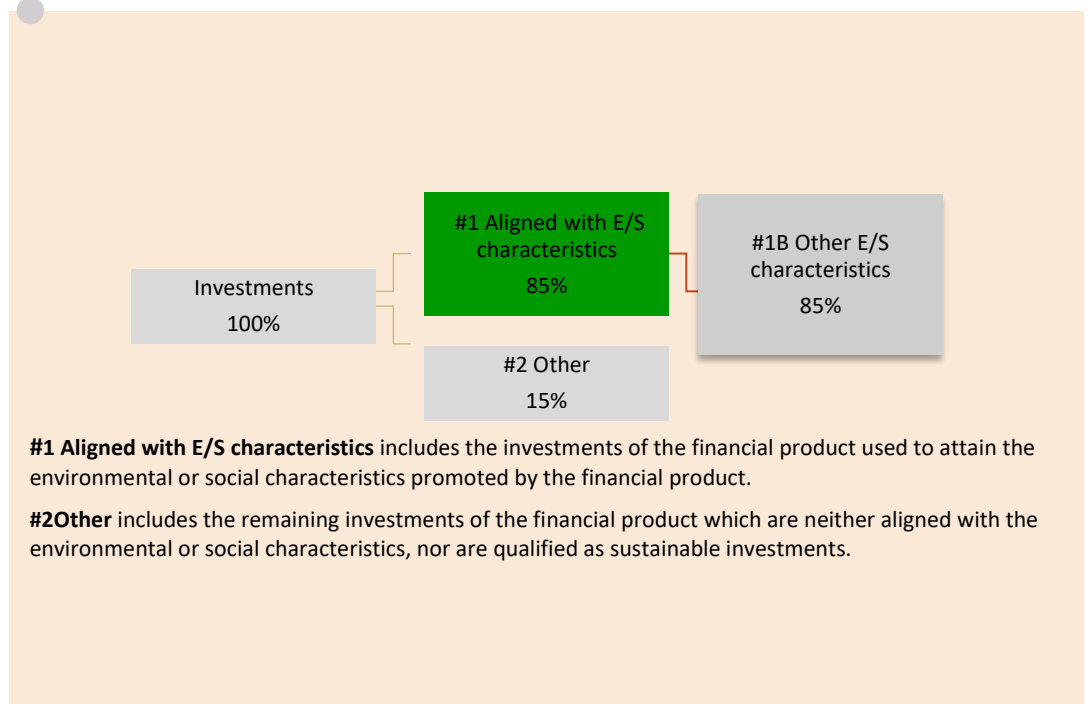 #1 Aligned with E/S
characteristics
85%
#1B Other E/S
characteristics
85%
Investments
100%
#2 Other
15%
#1 Aligned with E/S characteristics includes the investments of the financial product used to attain the
environmental or social characteristics promoted by the financial product.
#2Other includes the remaining investments of the financial product which are neither aligned with the
environmental or social characteristics, nor are qualified as sustainable investments.